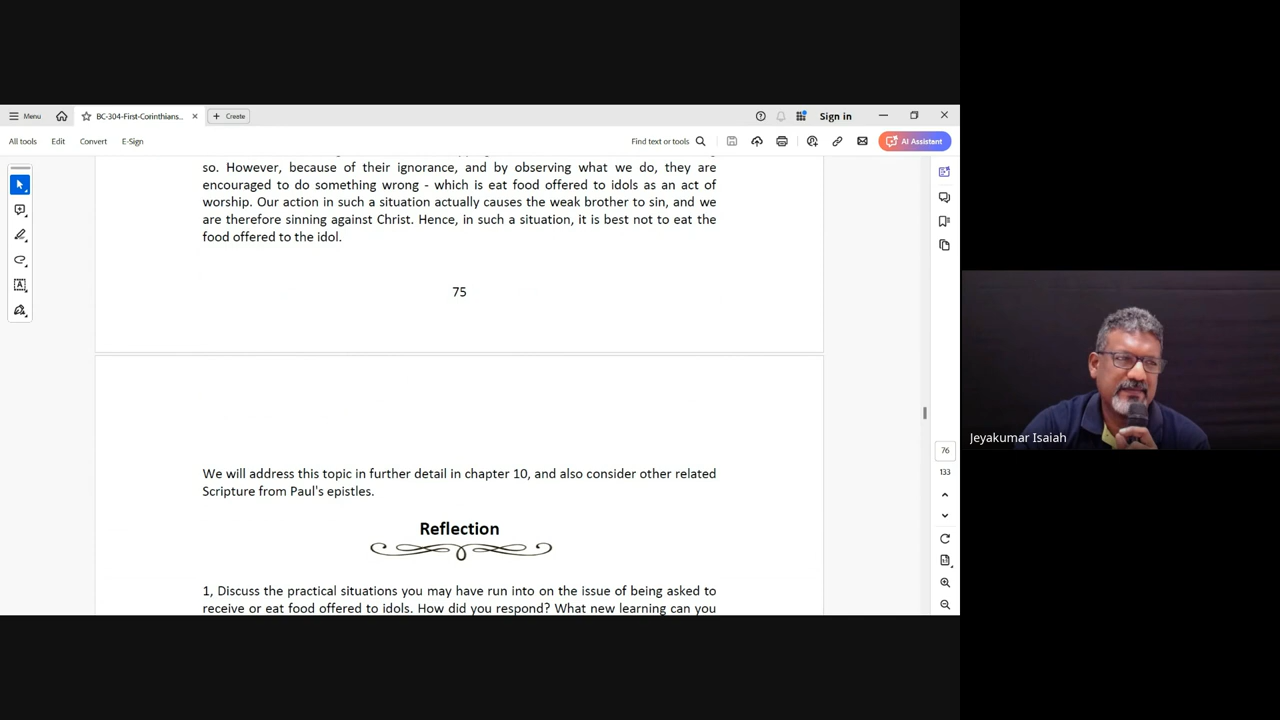 Menu
BC-304-First-Corinthians...
Create
Sign in
All tools
Edit
Convert
E-Sign
Find text or tools
AI Assistant
so. However, because of their ignorance, and by observing what we do, they are
encouraged to do something wrong - which is eat food offered to idols as an act of
worship. Our action in such a situation actually causes the weak brother to sin, and we
are therefore sinning against Christ. Hence, in such a situation, it is best not to eat the
food offered to the idol.
75
We will address this topic in further detail in chapter 10, and also consider other related
Scripture from Paul's epistles.
Reflection
1, Discuss the practical situations you may have run into on the issue of being asked to
receive or eat food offered to idols. How did you respond? What new learning can you
76
133
Jeyakumar Isaiah